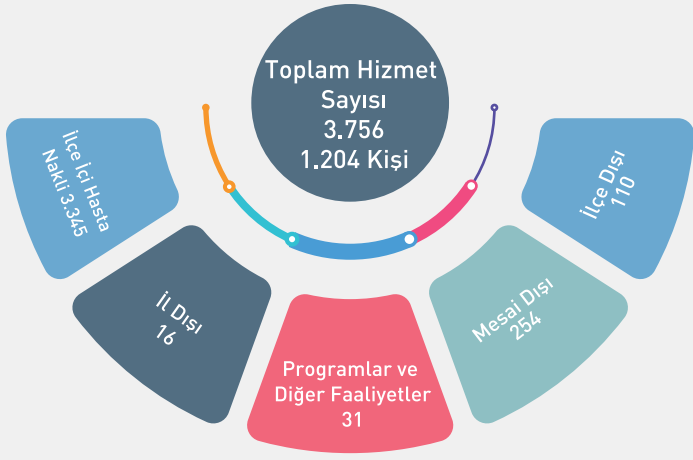 Toplam Hizmet
Sayısı
3.756
1.204 Kişi
İlçe İçi Hasta
Nakli 3.345
İl Dışı
16
Programlar ve
Diğer Faaliyetler
31
Mesai Dışı
254
İlçe Dışı
110